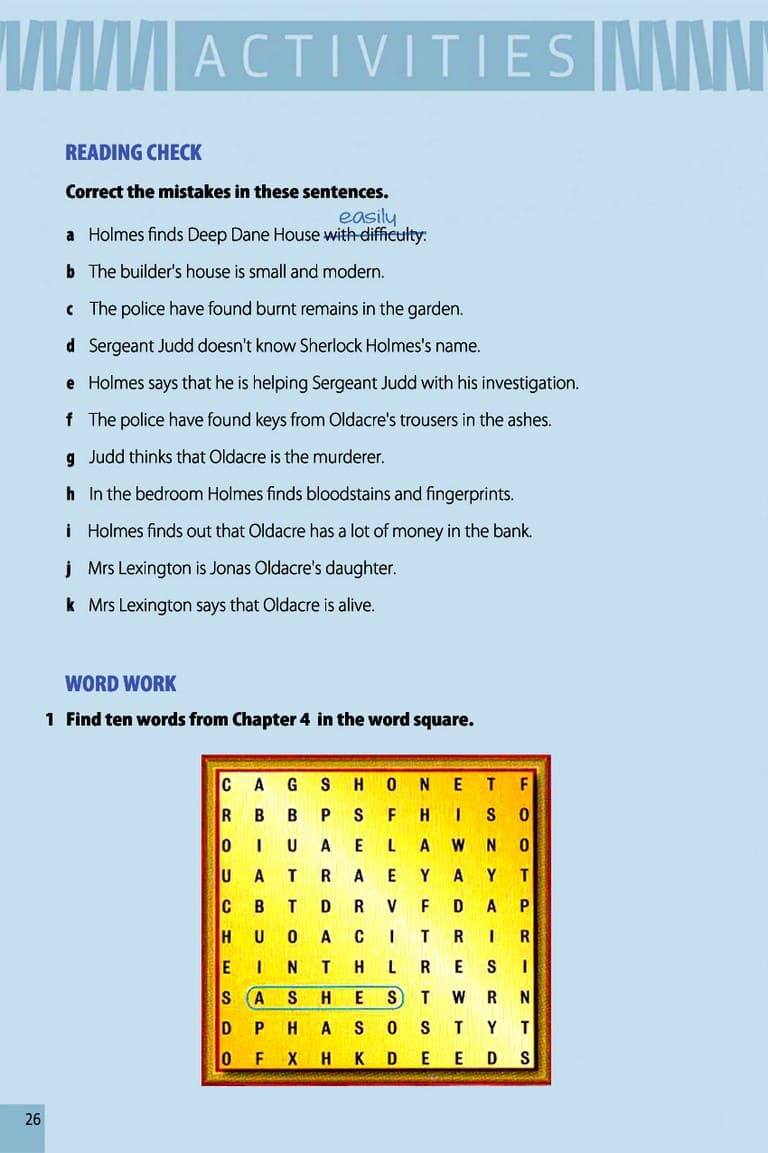 ACTIVITIES
READING CHECK
Correct the mistakes in these sentences.
easily
a Holmes finds Deep Dane House with difficulty.
b The builder's house is small and modern.
c The police have found burnt remains in the garden.
d Sergeant Judd doesn't know Sherlock Holmes's name.
e Holmes says that he is helping Sergeant Judd with his investigation.
f The police have found keys from Oldacre's trousers in the ashes.
g Judd thinks that Oldacre is the murderer.
h In the bedroom Holmes finds bloodstains and fingerprints.
i Holmes finds out that Oldacre has a lot of money in the bank.
j Mrs Lexington is Jonas Oldacre's daughter.
k Mrs Lexington says that Oldacre is alive.
WORD WORK
1 Find ten words from Chapter 4 in the word square.
C A G S H O N E T F
R B B P S F H I S O
O I U A E L A W N O
U A T R A E Y A Y T
C B T D R V F D A P
H U O A C I T R I R
E I N T H L R E S I
S A S H E S T W R N
D P H A S O S T Y T
O F X H K D E E D S
26